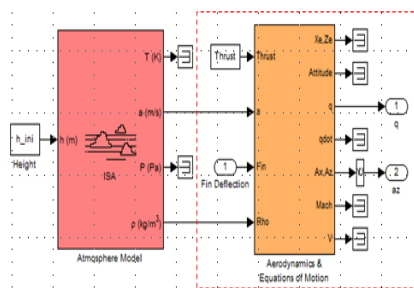 h_ini
Height
h (m)
ISA
T (K)
a (m/s)
P (Pa)
ρ (kg/m³)
Atmosphere Model
Thrust
1
Fin Deflection
Thrust
a
Fin
Rho
Xe,Ze
Attitude
q
qdot
Ax,Az
Mach
V
Aerodynamics &
Equations of Motion
1
q
2
az